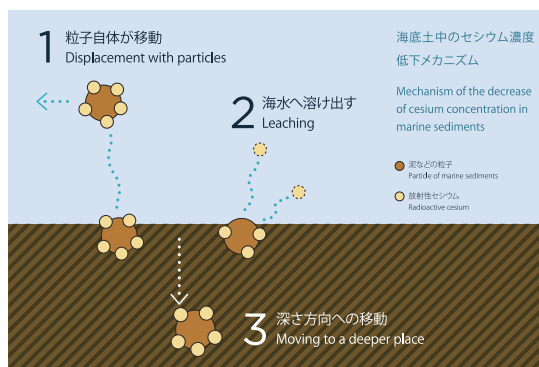 1 粒子自体が移動
Displacement with particles
2 海水へ溶け出す
Leaching
海底土中のセシウム濃度
低下メカニズム
Mechanism of the decrease
of cesium concentration in
marine sediments
泥などの粒子
Particle of marine sediments
放射性セシウム
Radioactive cesium
3 深さ方向への移動
Moving to a deeper place